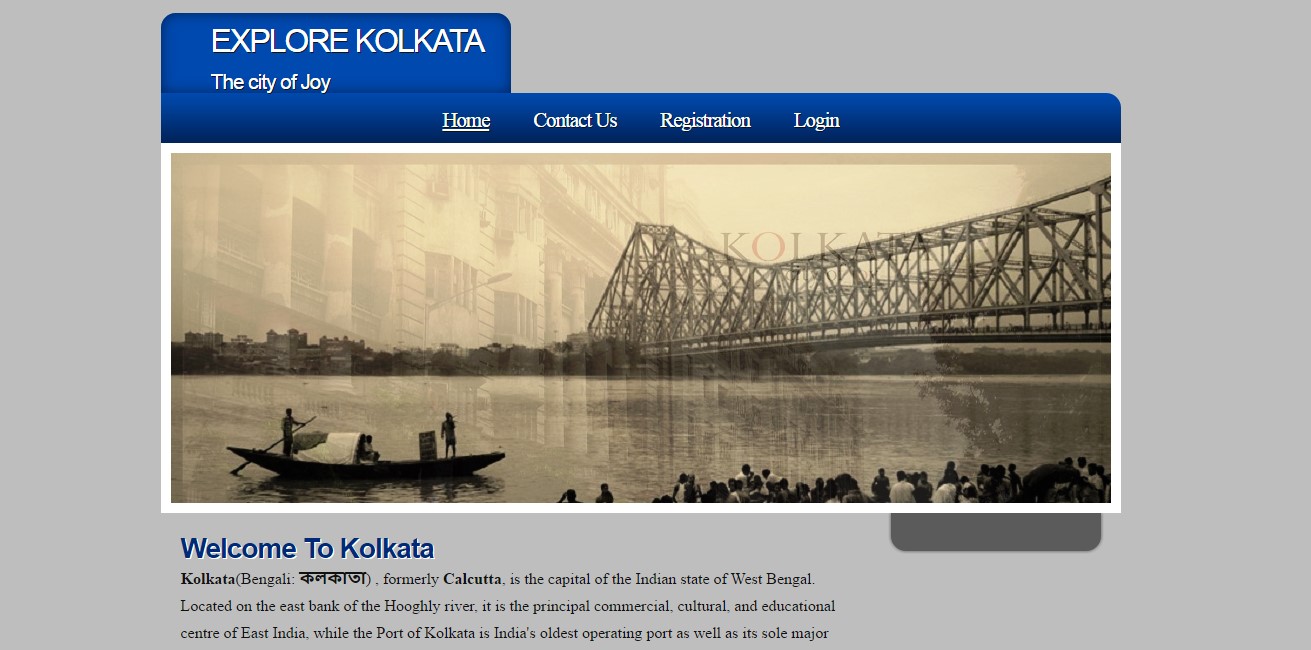 EXPLORE KOLKATA
The city of Joy
Home Contact Us Registration Login
KOLKATA
Welcome To Kolkata
Kolkata(Bengali: কলকাতা) , formerly Calcutta, is the capital of the Indian state of West Bengal.
Located on the east bank of the Hooghly river, it is the principal commercial, cultural, and educational
centre of East India, while the Port of Kolkata is India's oldest operating port as well as its sole major